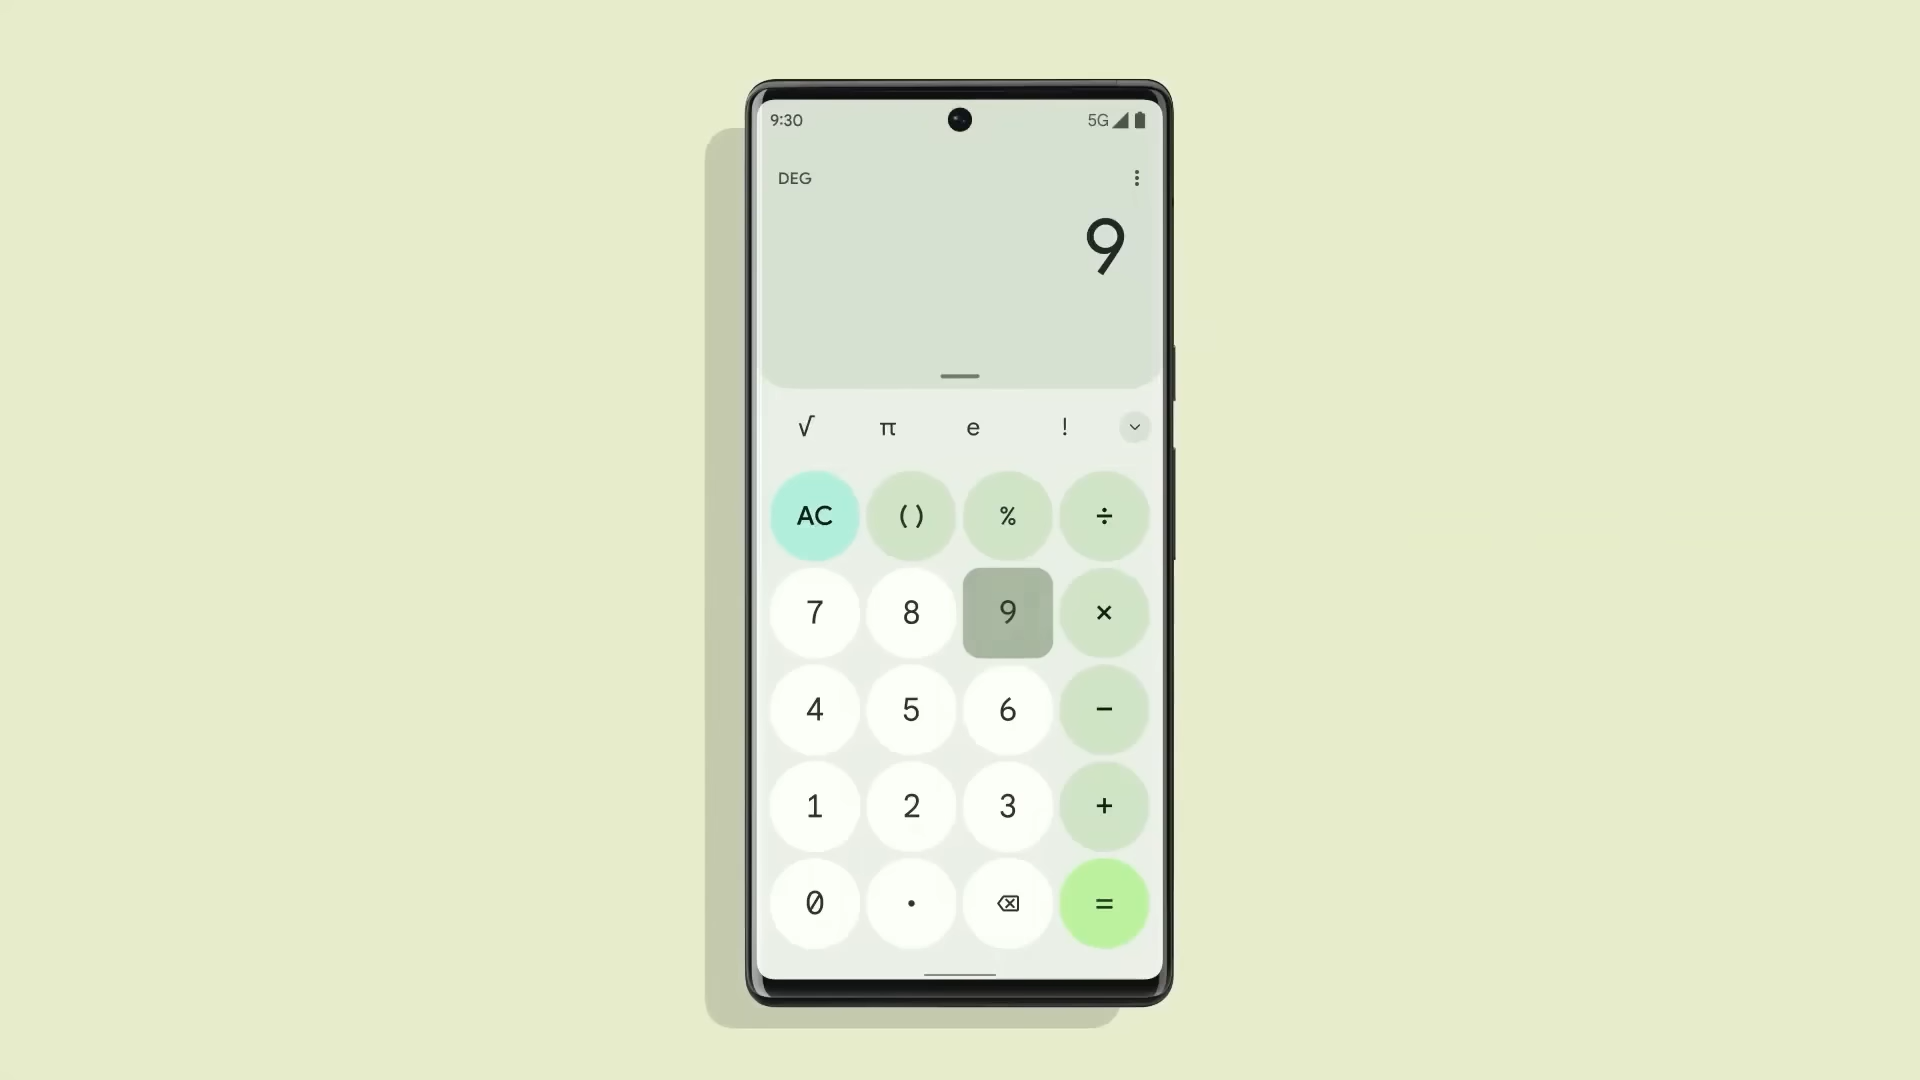 9:30 5G
DEG
9
√ π e !
AC ( ) % ÷
7 8 9 ×
4 5 6 −
1 2 3 +
0 . =